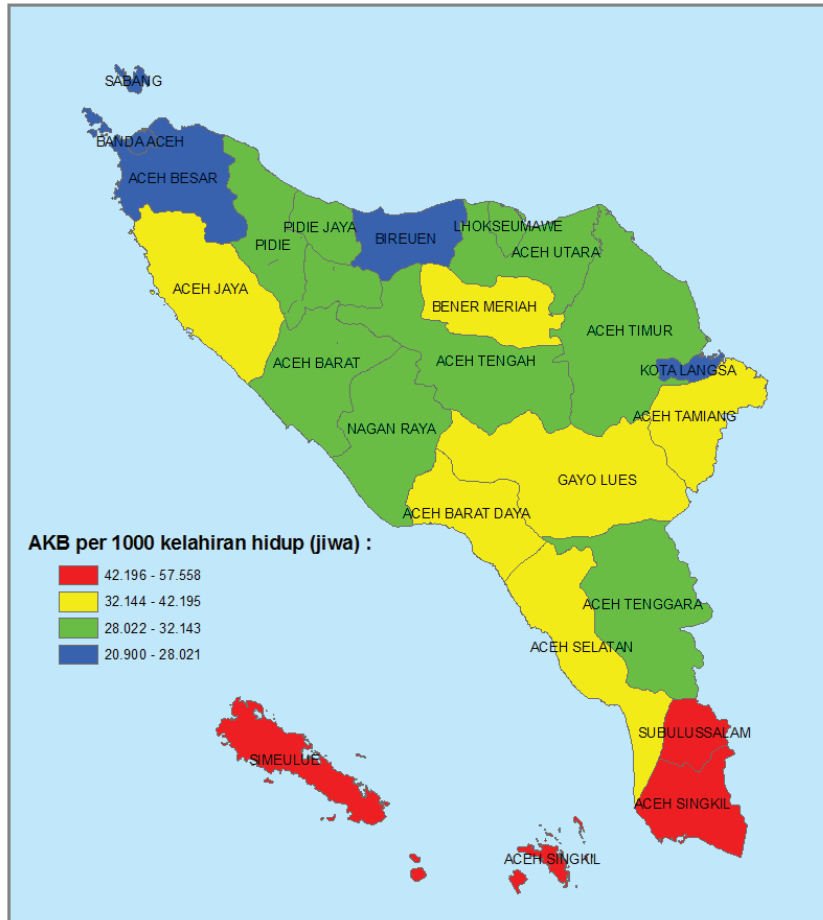 SABANG
BANDA ACEH
ACEH BESAR
PIDIE JAYA
LHOKSEUMAWE
BIREUEN
PIDIE
ACEH UTARA
ACEH JAYA
BENER MERIAH
ACEH TIMUR
ACEH BARAT
ACEH TENGAH
KOTA LANGSA
ACEH TAMIANG
NAGAN RAYA
GAYO LUES
ACEH BARAT DAYA
AKB per 1000 kelahiran hidup (jiwa) :
42.196 - 57.558
32.144 - 42.195
28.022 - 32.143
20.900 - 28.021
ACEH TENGGARA
ACEH SELATAN
SUBULUSSALAM
SIMEULUE
ACEH SINGKIL
ACEH SINGKIL